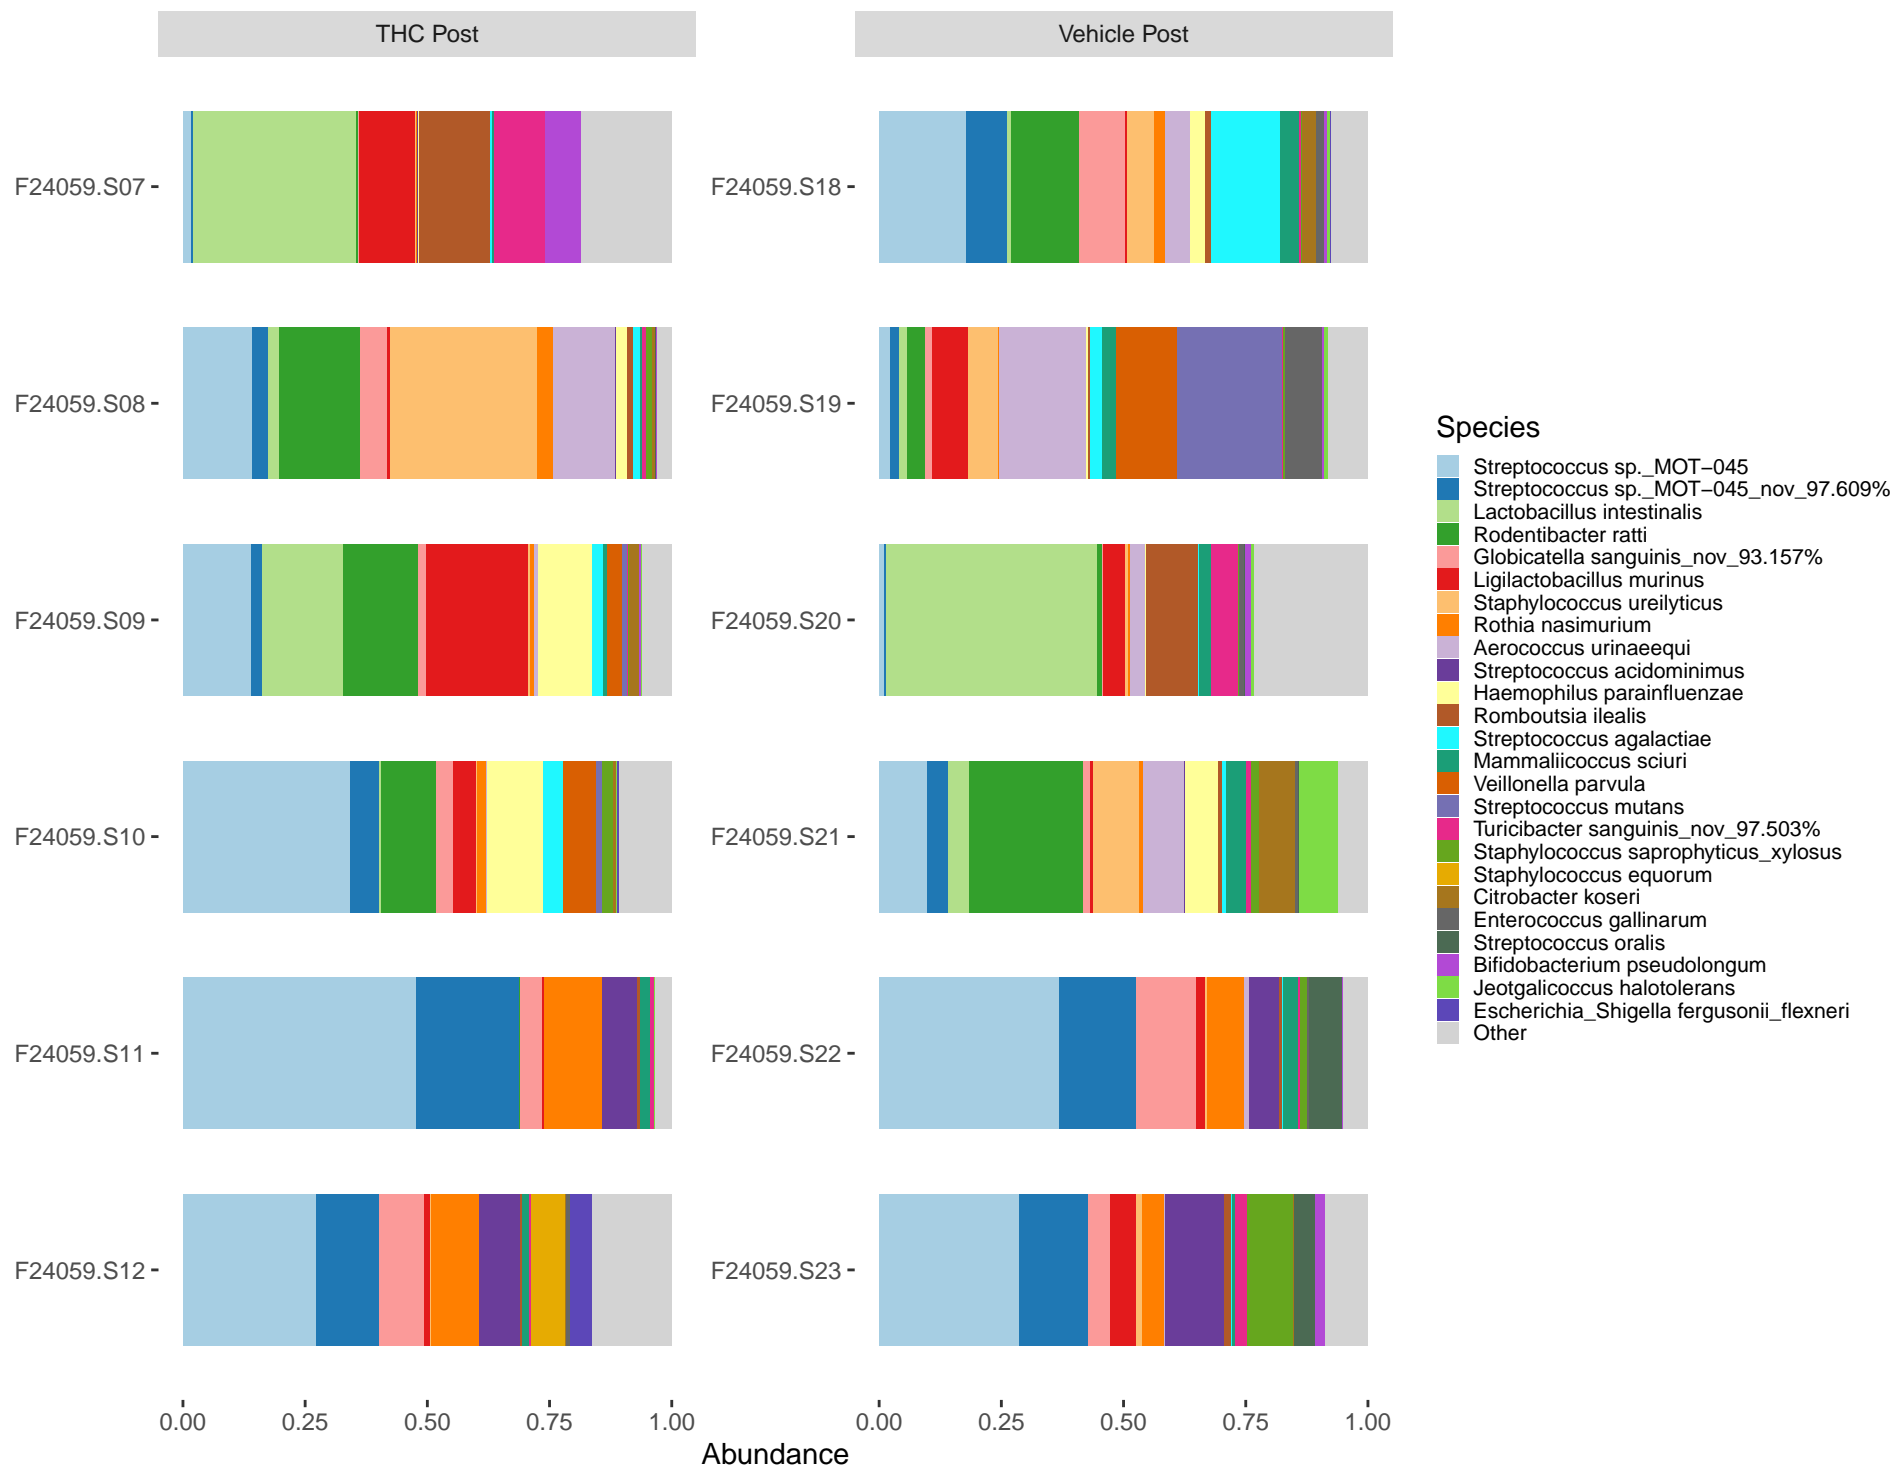 THC Post
Vehicle Post
F24059.S07
F24059.S18
F24059.S08
F24059.S19
F24059.S09
F24059.S20
F24059.S10
F24059.S21
F24059.S11
F24059.S22
F24059.S12
F24059.S23
0.00 0.25 0.50 0.75 1.00
0.00 0.25 0.50 0.75 1.00
Abundance
Species
Streptococcus sp._MOT−045
Streptococcus sp._MOT−045_nov_97.609%
Lactobacillus intestinalis
Rodentibacter ratti
Globicatella sanguinis_nov_93.157%
Ligilactobacillus murinus
Staphylococcus ureilyticus
Rothia nasimurium
Aerococcus urinaeequi
Streptococcus acidominimus
Haemophilus parainfluenzae
Romboutsia ilealis
Streptococcus agalactiae
Mammaliicoccus sciuri
Veillonella parvula
Streptococcus mutans
Turicibacter sanguinis_nov_97.503%
Staphylococcus saprophyticus_xylosus
Staphylococcus equorum
Citrobacter koseri
Enterococcus gallinarum
Streptococcus oralis
Bifidobacterium pseudolongum
Jeotgalicoccus halotolerans
Escherichia_Shigella fergusonii_flexneri
Other